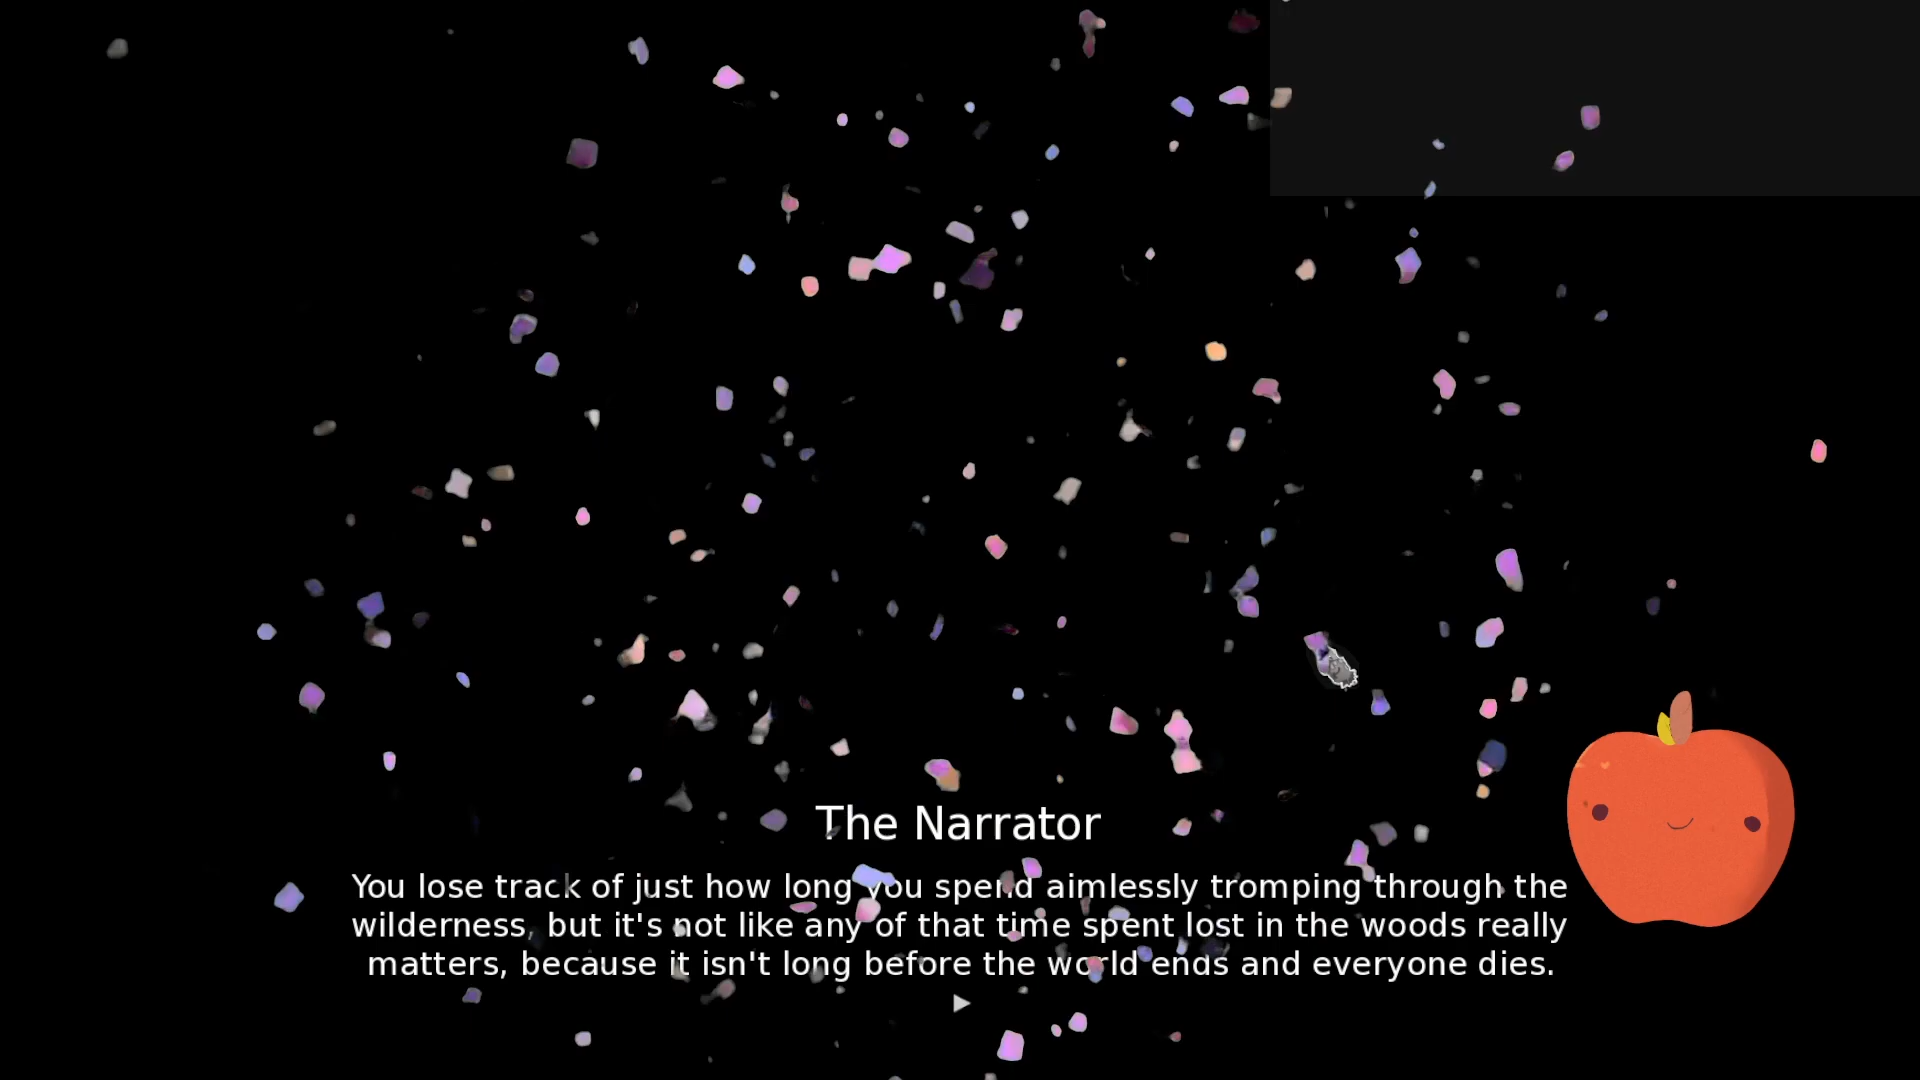 The Narrator
You lose track of just how long you spend aimlessly tromping through the
wilderness, but it's not like any of that time spent lost in the woods really
matters, because it isn't long before the world ends and everyone dies.